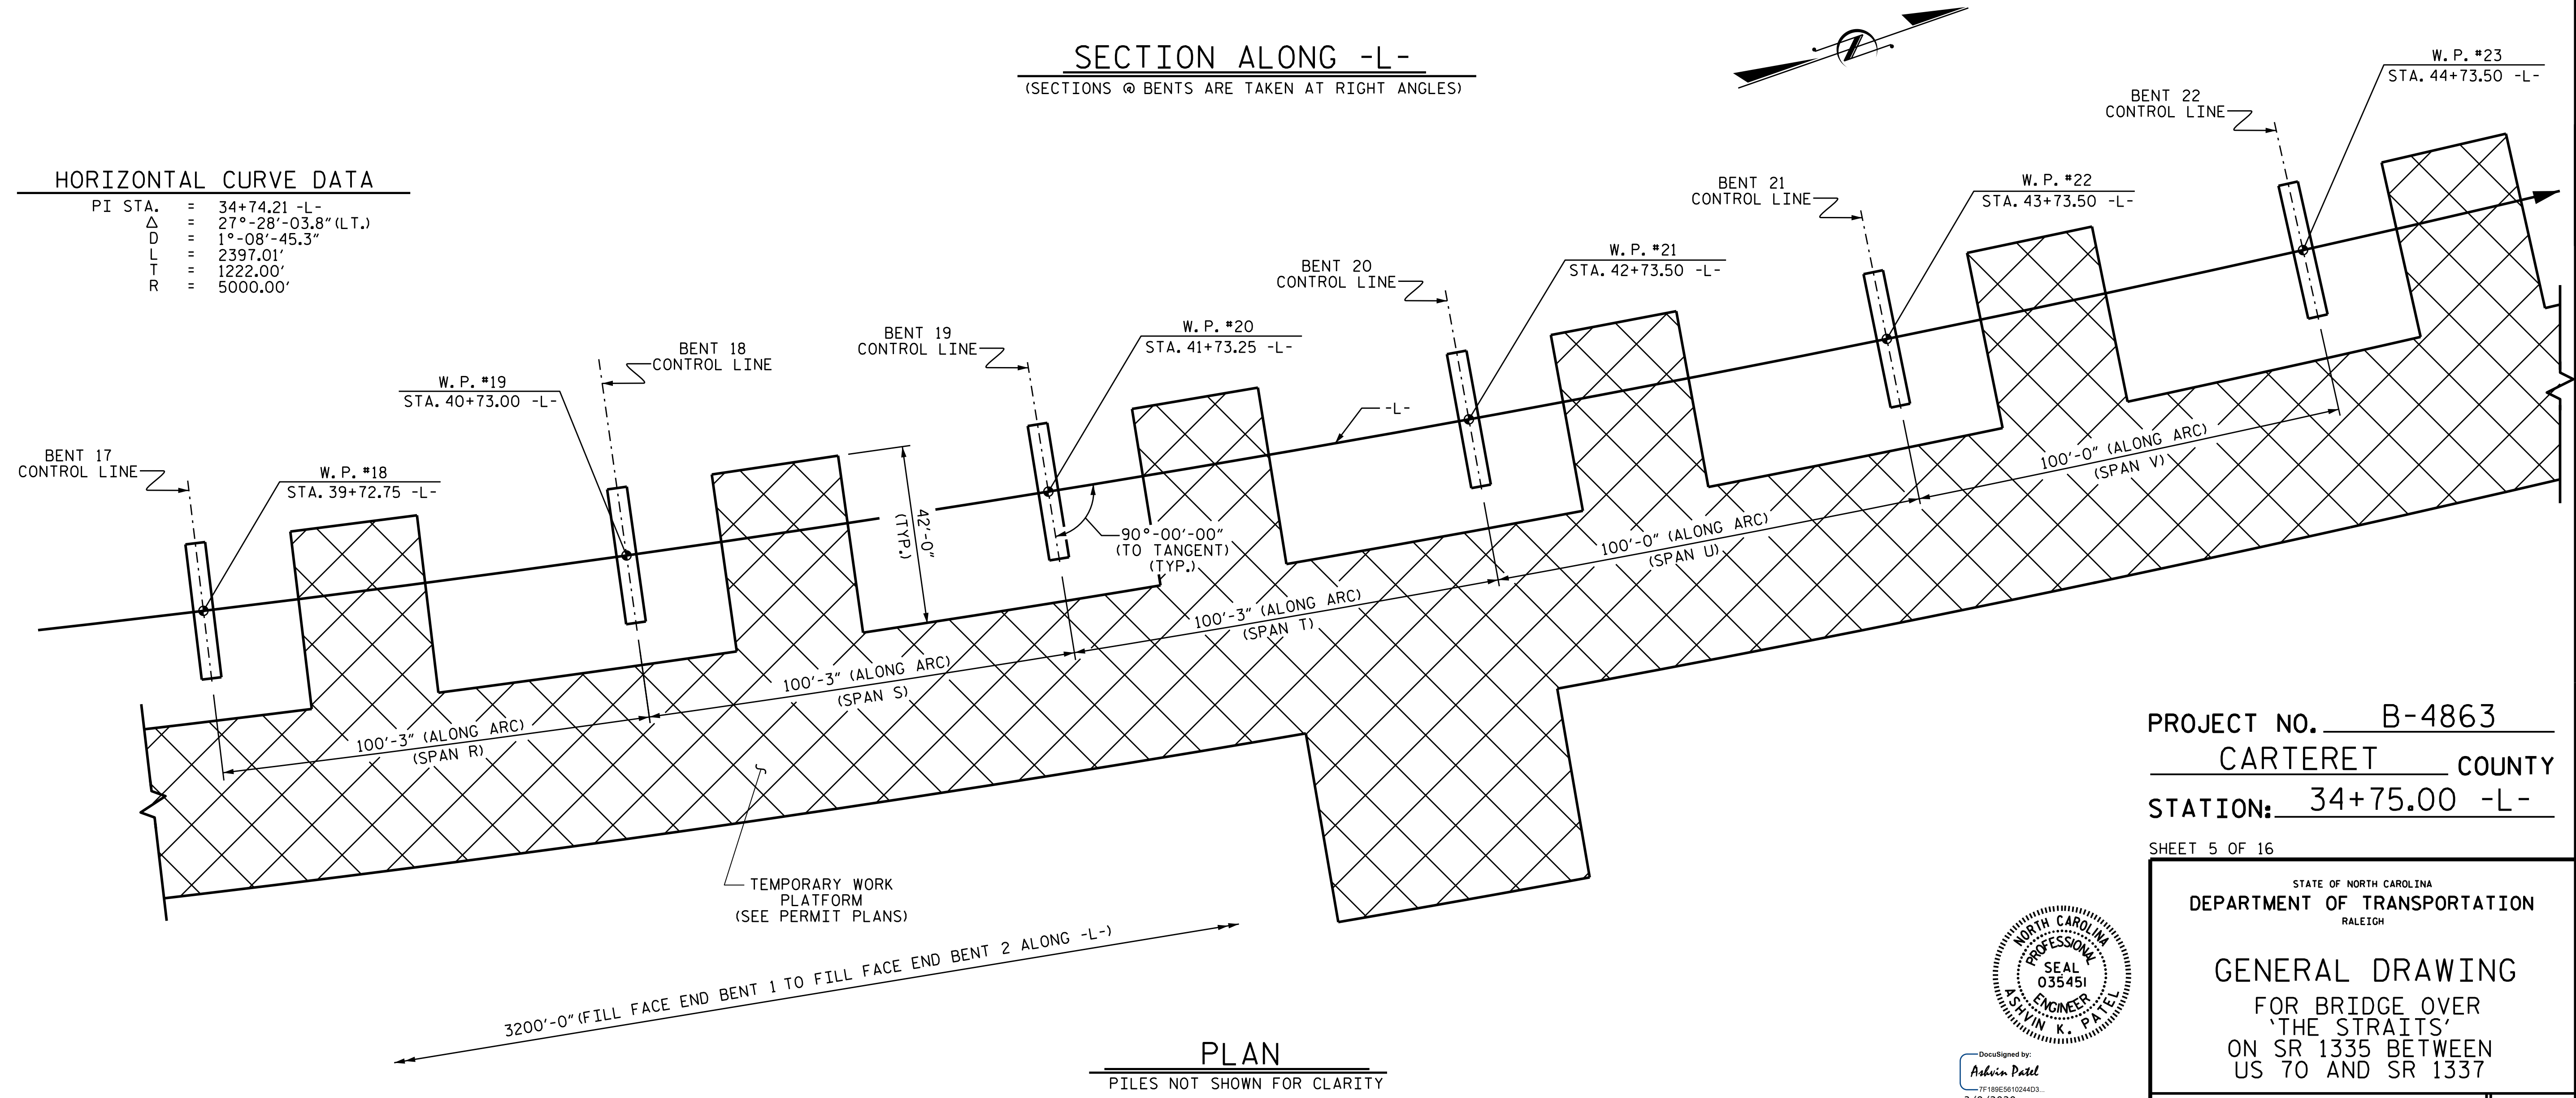 SECTION ALONG -L-
(SECTIONS @ BENTS ARE TAKEN AT RIGHT ANGLES)
HORIZONTAL CURVE DATA
PI STA. = 34+74.21 -L-
Δ = 27°-28'-03.8" (LT.)
D = 1°-08'-45.3"
L = 2397.01'
T = 1222.00'
R = 5000.00'
BENT 17
CONTROL LINE
W.P. #18
STA. 39+72.75 -L-
W.P. #19
STA. 40+73.00 -L-
BENT 18
CONTROL LINE
BENT 19
CONTROL LINE
W.P. #20
STA. 41+73.25 -L-
BENT 20
CONTROL LINE
W.P. #21
STA. 42+73.50 -L-
BENT 21
CONTROL LINE
W.P. #22
STA. 43+73.50 -L-
BENT 22
CONTROL LINE
W.P. #23
STA. 44+73.50 -L-
-L-
42'-0"
(TYP.)
90°-00'-00"
(TO TANGENT)
(TYP.)
100'-3" (ALONG ARC)
(SPAN R)
100'-3" (ALONG ARC)
(SPAN S)
100'-3" (ALONG ARC)
(SPAN T)
100'-0" (ALONG ARC)
(SPAN U)
100'-0" (ALONG ARC)
(SPAN V)
TEMPORARY WORK
PLATFORM
(SEE PERMIT PLANS)
3200'-0" (FILL FACE END BENT 1 TO FILL FACE END BENT 2 ALONG -L-)
PLAN
PILES NOT SHOWN FOR CLARITY
PROJECT NO. B-4863
CARTERET COUNTY
STATION: 34+75.00 -L-
SHEET 5 OF 16
STATE OF NORTH CAROLINA
DEPARTMENT OF TRANSPORTATION
RALEIGH
GENERAL DRAWING
FOR BRIDGE OVER
'THE STRAITS'
ON SR 1335 BETWEEN
US 70 AND SR 1337
NORTH CAROLINA
PROFESSIONAL
SEAL
035451
ENGINEER
ASHVIN K. PATEL
DocuSigned by:
Ashvin Patel
7F189E5610244D3...